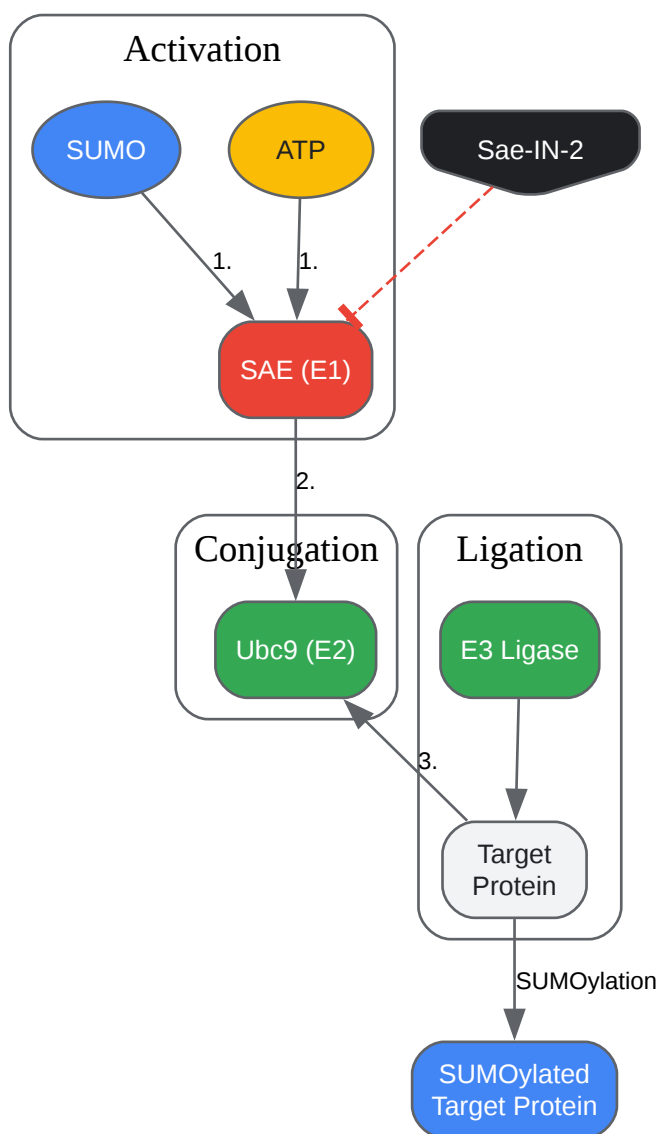 Activation
SUMO
ATP
Sae-IN-2
1.
1.
SAE (E1)
2.
Conjugation
Ligation
Ubc9 (E2)
E3 Ligase
3.
Target
Protein
SUMOylation
SUMOylated
Target Protein